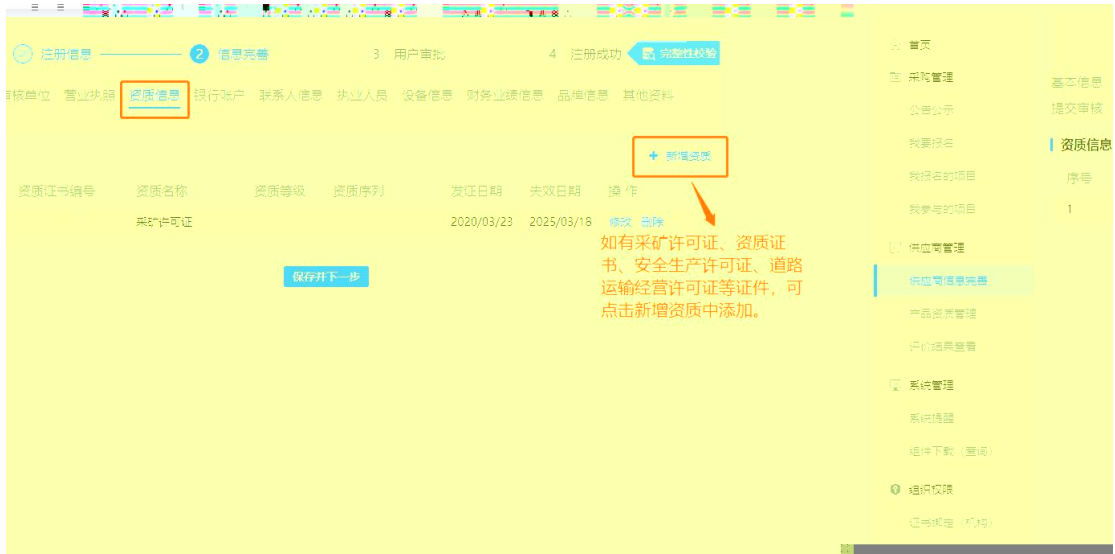 注册信息
2 信息完善
3 用户审批
4 注册成功
完整性校验
审核单位 营业执照 资质信息 银行账户 联系人信息 执业人员 设备信息 财务业绩信息 品牌信息 其他资料
+ 新增资质
资质证书编号 资质名称 资质等级 资质序列 发证日期 失效日期 操作
采矿许可证 2020/03/23 2025/03/18 修改 删除
保存并下一步
如有采矿许可证、资质证
书、安全生产许可证、道路
运输经营许可证等证件，可
点击新增资质中添加。
首页
采购管理
公告公示
我要报名
我报名的项目
我参与的项目
供应商管理
供应商信息完善
产品资质管理
评价结果查看
系统管理
系统提醒
组件下载（查询）
组织权限
证书绑定（机构）
基本信息
提交审核
资质信息
序号
1